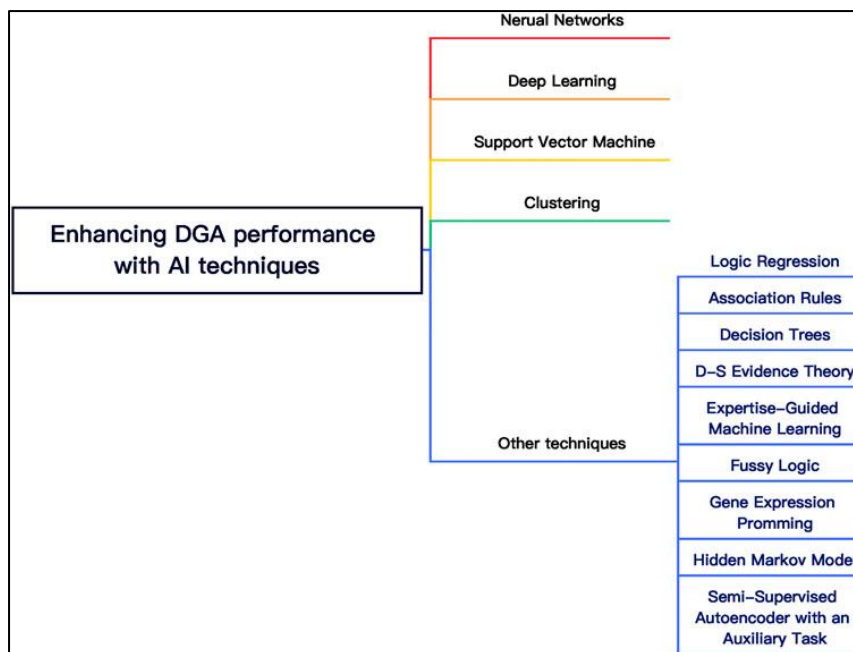 Nerual Networks
Deep Learning
Support Vector Machine
Clustering
Enhancing DGA performance
with AI techniques
Other techniques
Logic Regression
Association Rules
Decision Trees
D-S Evidence Theory
Expertise-Guided
Machine Learning
Fussy Logic
Gene Expression
Promming
Hidden Markov Mode
Semi-Supervised
Autoencoder with an
Auxiliary Task